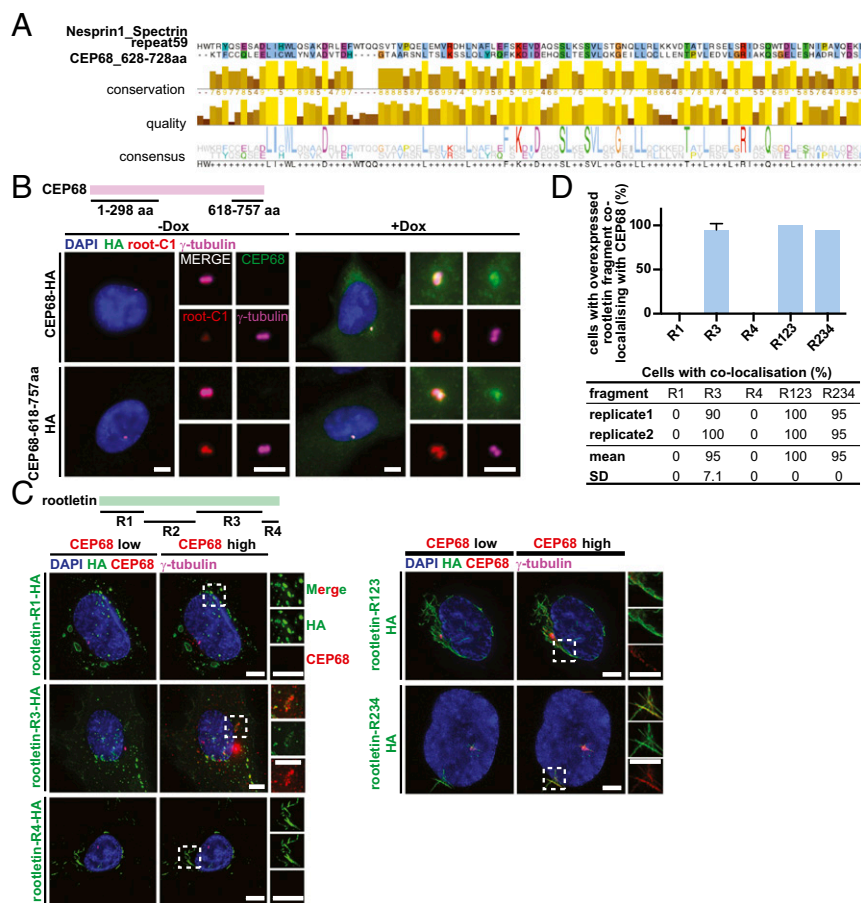 A
Nesprin1_Spectrin
repeat59
CEP68_628-728aa
conservation
quality
consensus
B
CEP68
1-298 aa
618-757 aa
-Dox
+Dox
DAPI HA root-C1 γ-tubulin
MERGE
CEP68
root-C1
γ-tubulin
CEP68-HA
CEP68-618-757aa
HA
D
cells with overexpressed
rootletin fragment co-
localalising with CEP68 (%)
100
50
0
R1
R3
R4
R123
R234
Cells with co-localisation (%)
fragment R1 R3 R4 R123 R234
replicate1 0 90 0 100 95
replicate2 0 100 0 100 95
mean 0 95 0 100 95
SD 0 7.1 0 0 0
C
rootletin
R1
R2
R3
R4
CEP68 low
CEP68 high
DAPI HA CEP68 γ-tubulin
rootletin-R1-HA
Merge
HA
CEP68
rootletin-R3-HA
rootletin-R4-HA
CEP68 low
CEP68 high
DAPI HA CEP68 γ-tubulin
rootletin-R123
HA
rootletin-R234
HA